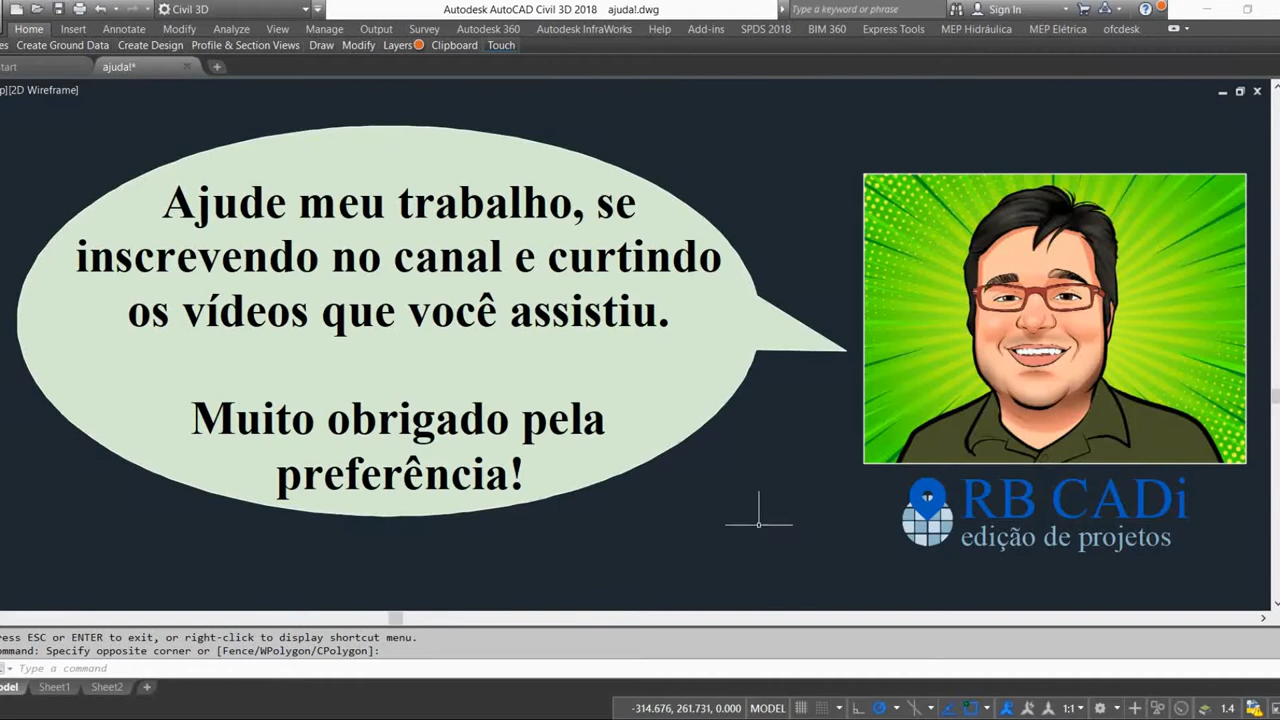 Civil 3D
Autodesk AutoCAD Civil 3D 2018 ajuda!.dwg
Type a keyword or phrase
Sign In
Home Insert Annotate Modify Analyze View Manage Output Survey Autodesk 360 Autodesk InfraWorks Help Add-ins SPDS 2018 BIM 360 Express Tools MEP Hidráulica MEP Elétrica ofcdesk
Create Ground Data Create Design Profile & Section Views Draw Modify Layers Clipboard Touch
tart ajuda!*
][2D Wireframe]
Ajude meu trabalho, se
inscrevendo no canal e curtindo
os vídeos que você assistiu.
Muito obrigado pela
preferência!
RB CADi
edição de projetos
ress ESC or ENTER to exit, or right-click to display shortcut menu.
ommand: Specify opposite corner or [Fence/WPolygon/CPolygon]:
Type a command
odel Sheet1 Sheet2
-314.676, 261.731, 0.000 MODEL 1:1 1.4